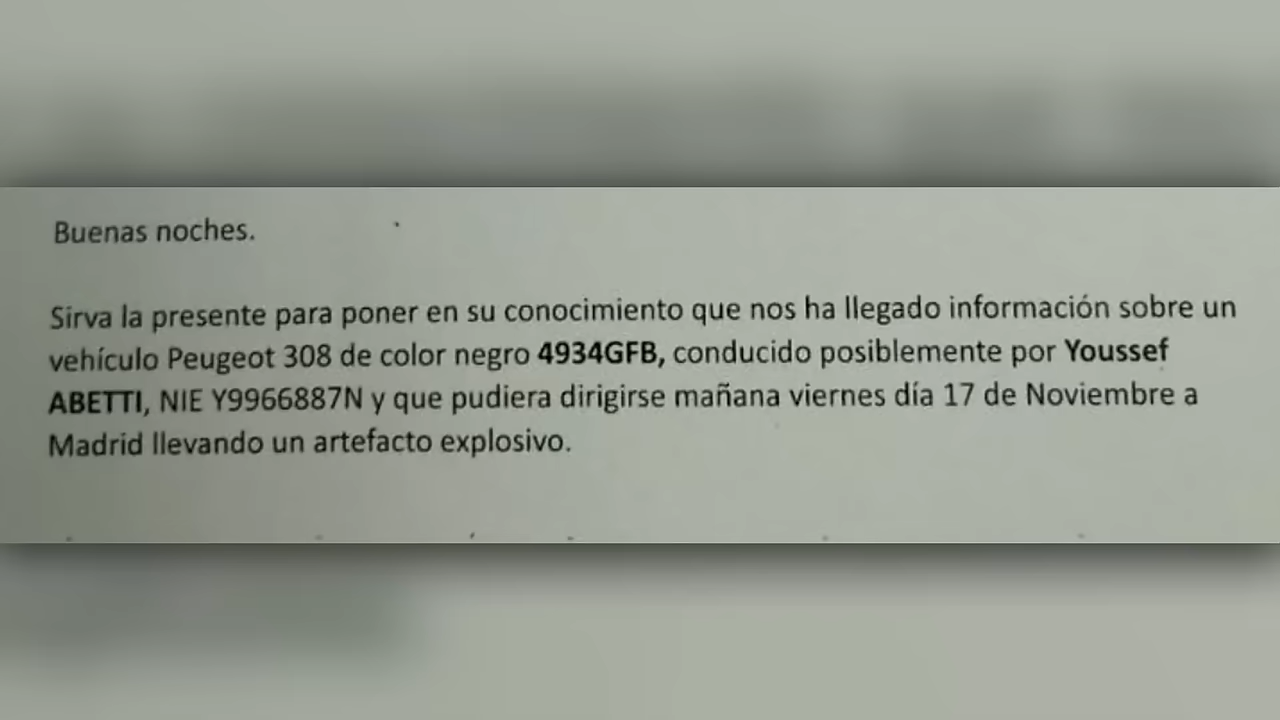 Buenas noches.
Sirva la presente para poner en su conocimiento que nos ha llegado información sobre un
vehículo Peugeot 308 de color negro 4934GFB, conducido posiblemente por Youssef
ABETTI, NIE Y9966887N y que pudiera dirigirse mañana viernes día 17 de Noviembre a
Madrid llevando un artefacto explosivo.